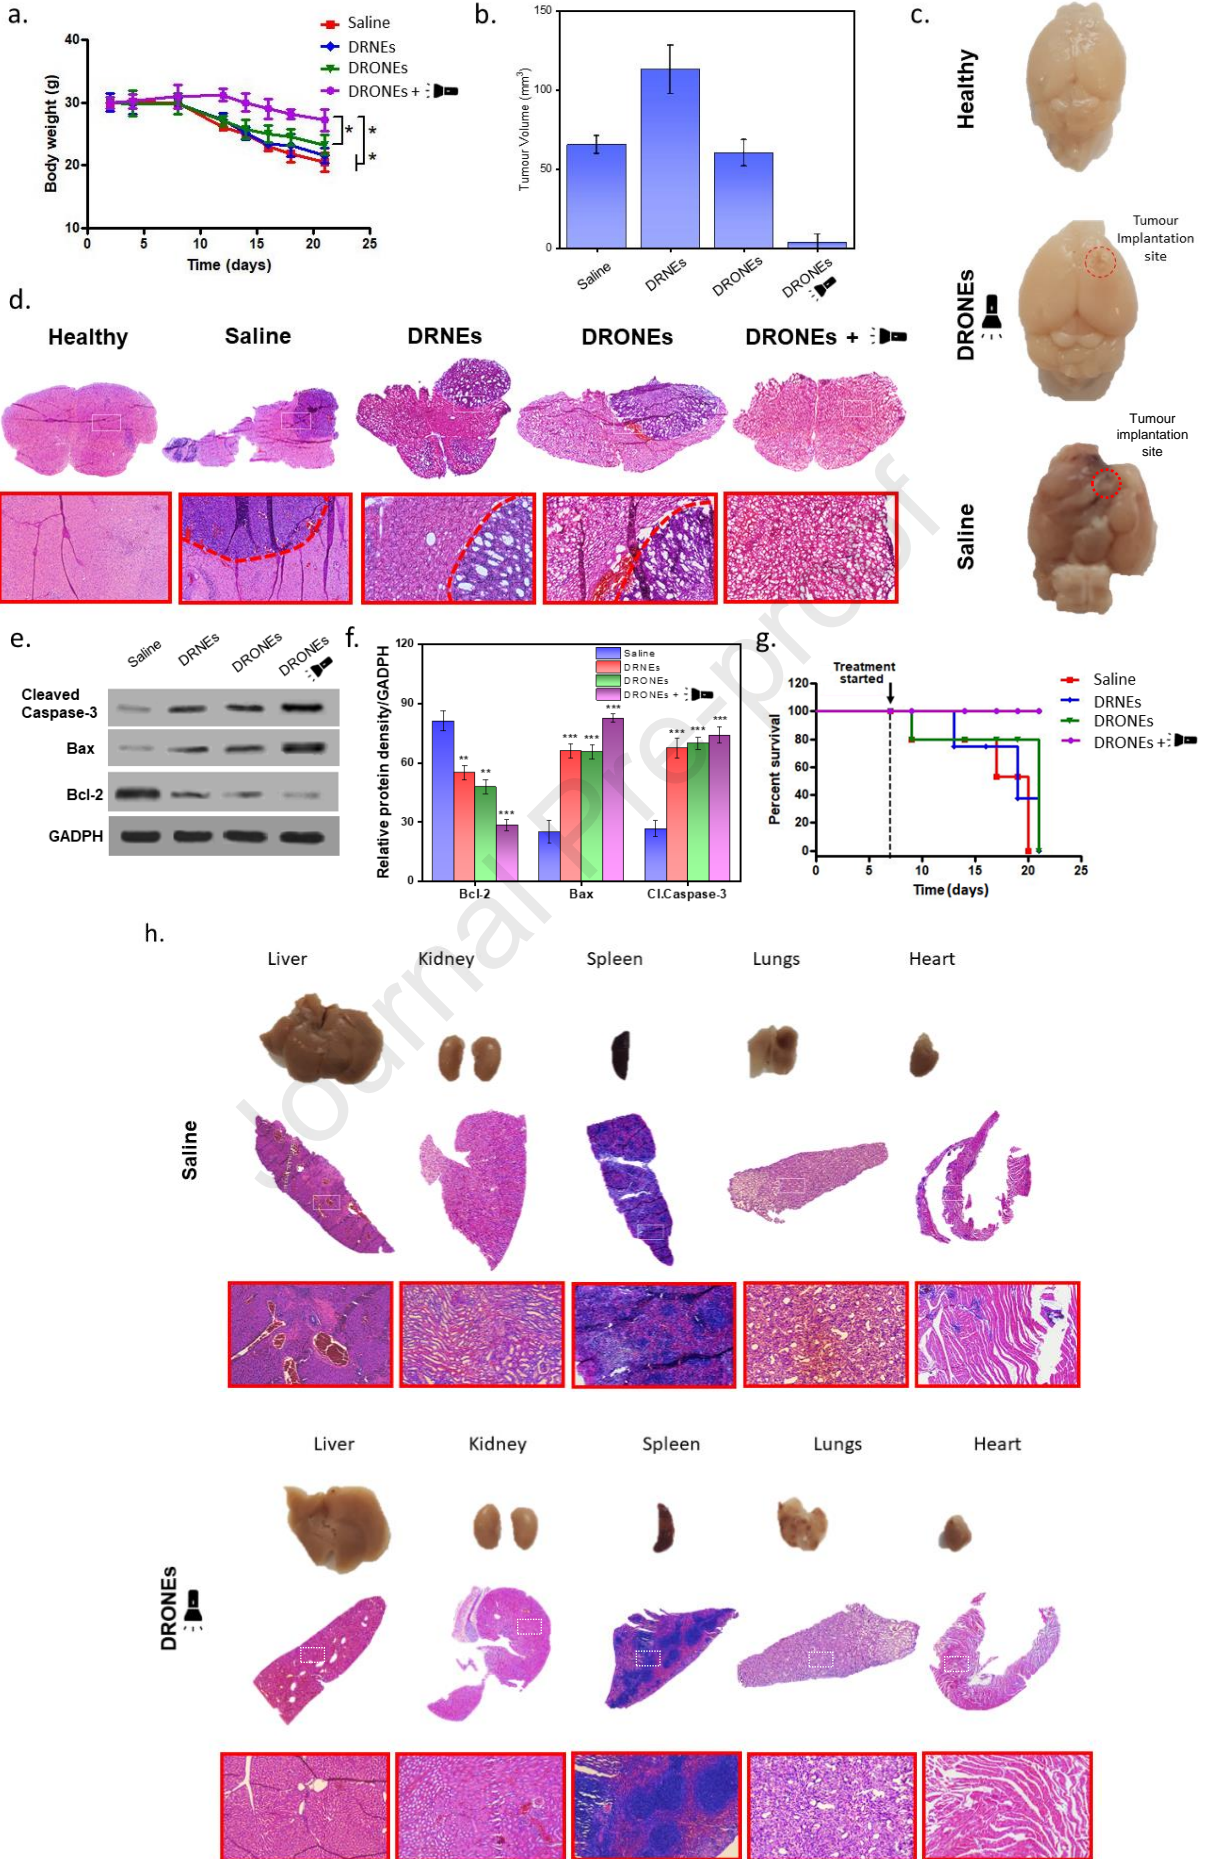 a.
Saline
DRNEs
DRONEs
DRONEs +
Body weight (g)
40
30
20
10
0
5
10
15
20
25
Time (days)
*
*
*
b.
Tumour Volume (mm³)
150
100
50
0
Saline
DRNEs
DRONEs
DRONEs
c.
Healthy
DRONEs
Tumour
Implantation
site
Saline
Tumour
implantation
site
d.
Healthy
Saline
DRNEs
DRONEs
DRONEs +
e.
Saline
DRNEs
DRONEs
DRONEs
Cleaved
Caspase-3
Bax
Bcl-2
GADPH
f.
Relative protein density/GADPH
120
90
60
30
0
Saline
DRNEs
DRONEs
DRONEs +
**
**
***
***
***
***
***
***
***
Bcl-2
Bax
Cl.Caspase-3
g.
Treatment
started
Percent survival
120
100
80
60
40
20
0
0
5
10
15
20
25
Time (days)
Saline
DRNEs
DRONEs
DRONEs +
h.
Liver
Kidney
Spleen
Lungs
Heart
Saline
Liver
Kidney
Spleen
Lungs
Heart
DRONEs
Journal Pre-proof